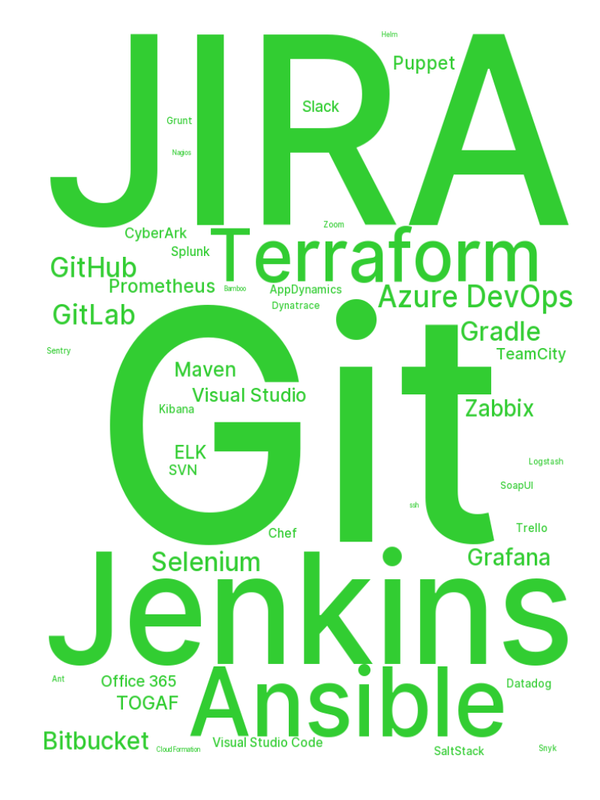 Helm
JIRA
Puppet
Slack
Grunt
Nagios
Zoom
CyberArk
Terraform
Splunk
GitHub
Prometheus
Bamboo
AppDynamics
Azure DevOps
Dynatrace
GitLab
Git
Gradle
Sentry
TeamCity
Maven
Visual Studio
Kibana
Zabbix
ELK
SVN
Logstash
SoapUI
ssh
Trello
Chef
Selenium
Grafana
Jenkins
Ant
Office 365
Datadog
TOGAF
Ansible
Bitbucket
CloudFormation
Visual Studio Code
SaltStack
Snyk